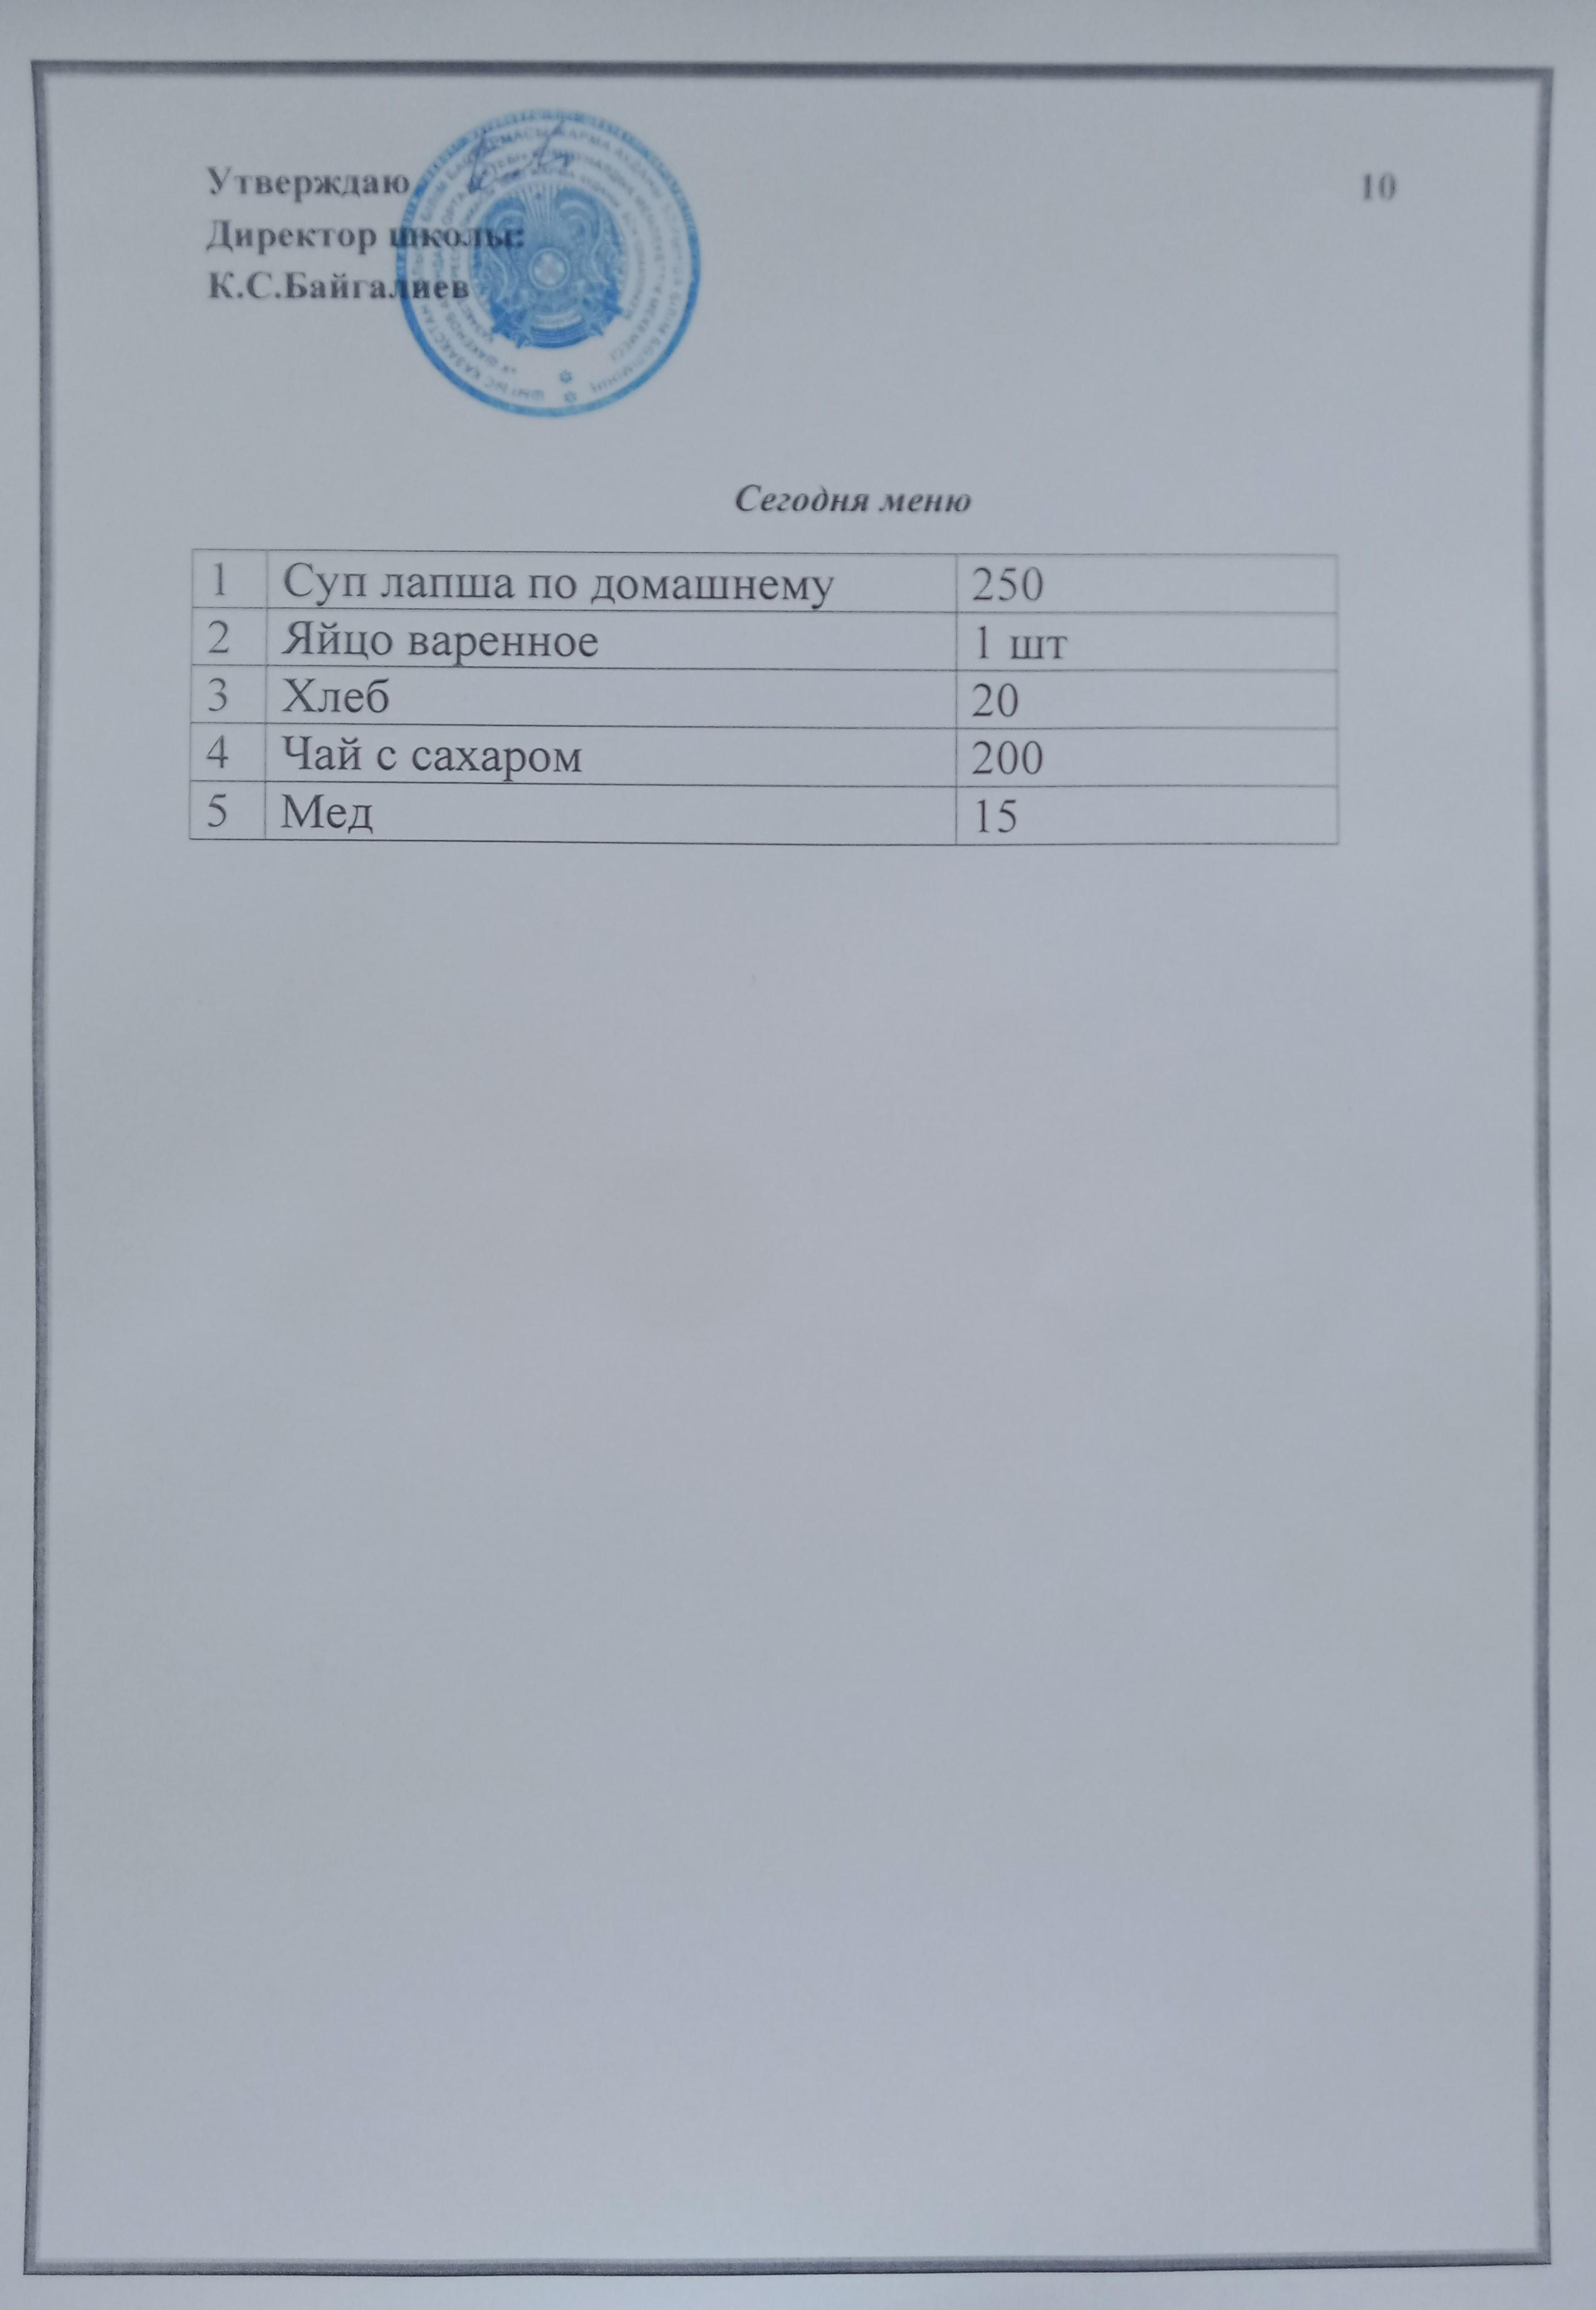 Утверждаю
10
Директор школы:
К.С.Байгалиев
Сегодня меню
1 Суп лапша по домашнему 250
2 Яйцо варенное 1 шт
3 Хлеб 20
4 Чай с сахаром 200
5 Мед 15